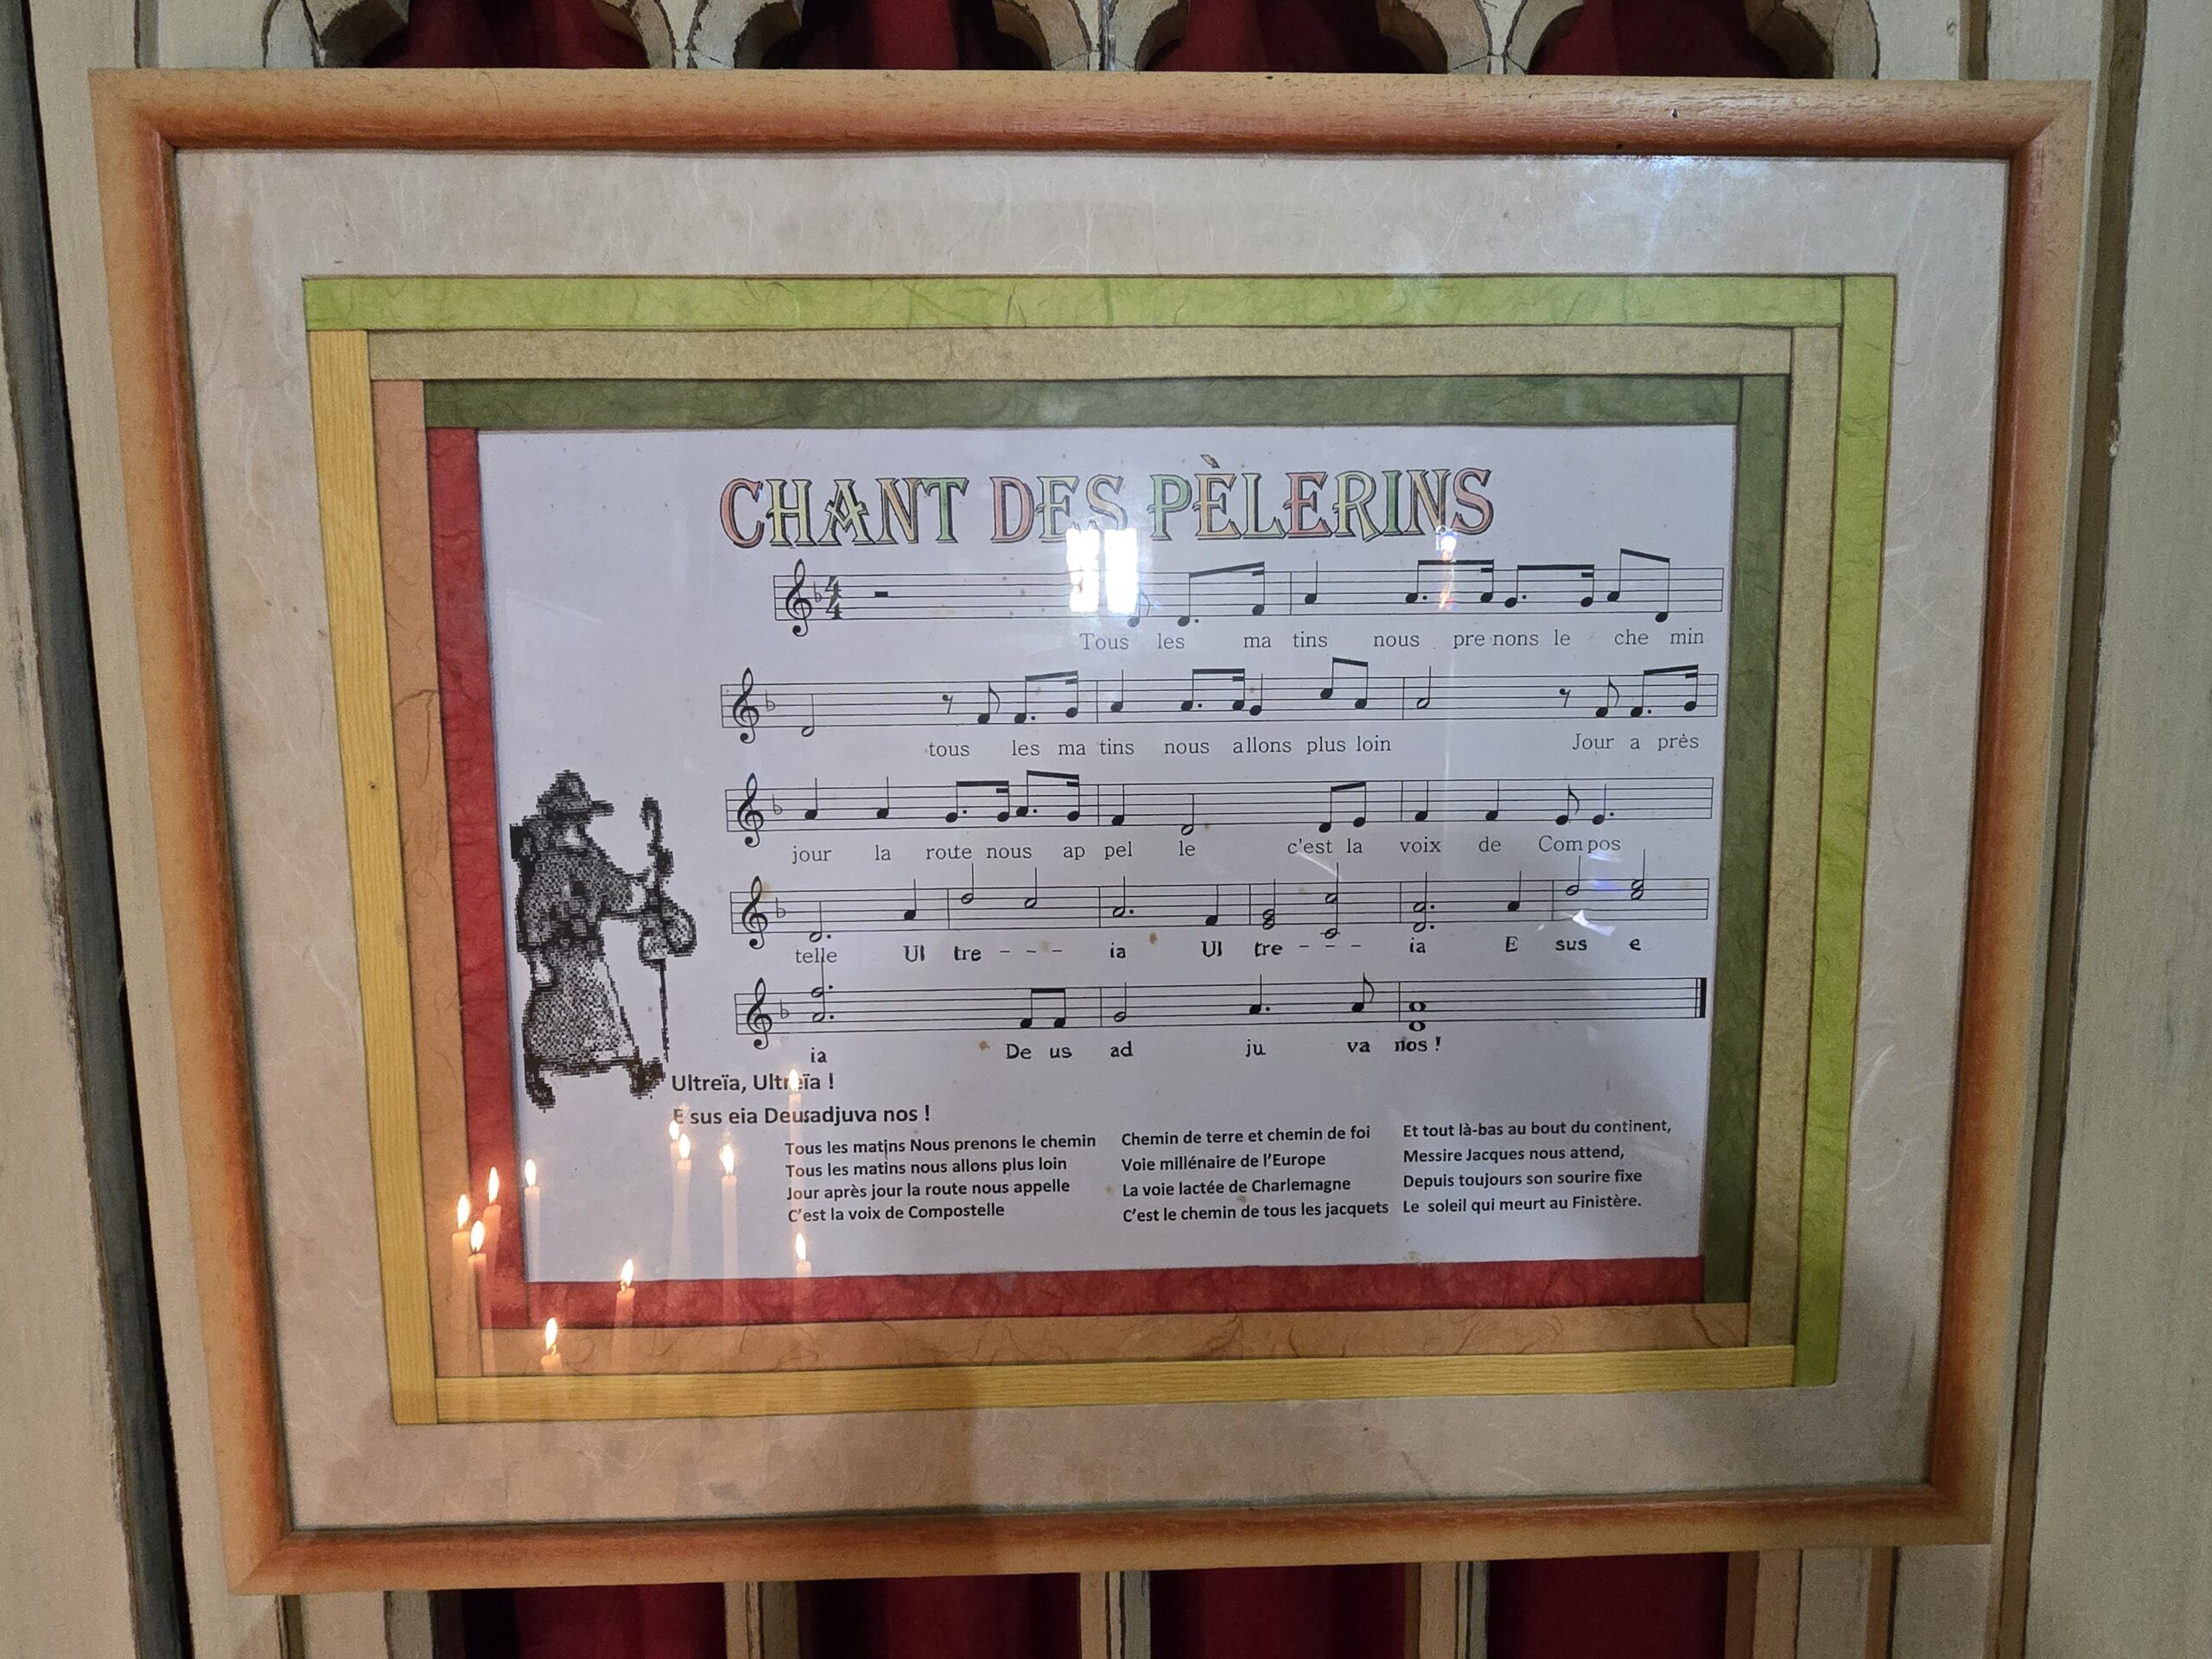 CHANT DES PÈLERINS
4
4
Tous les ma tins nous pre nons le che min
tous les ma tins nous allons plus loin Jour a près
jour la route nous ap pel le c'est la voix de Com pos
telle Ul tre - - - ia Ul tre - - - ia E sus e
ia De us ad ju va nos !
Ultreïa, Ultreïa !
E sus eia Deusadjuva nos !
Tous les matins Nous prenons le chemin
Tous les matins nous allons plus loin
Jour après jour la route nous appelle
C'est la voix de Compostelle
Chemin de terre et chemin de foi
Voie millénaire de l'Europe
La voie lactée de Charlemagne
C'est le chemin de tous les jacquets
Et tout là-bas au bout du continent,
Messire Jacques nous attend,
Depuis toujours son sourire fixe
Le soleil qui meurt au Finistère.